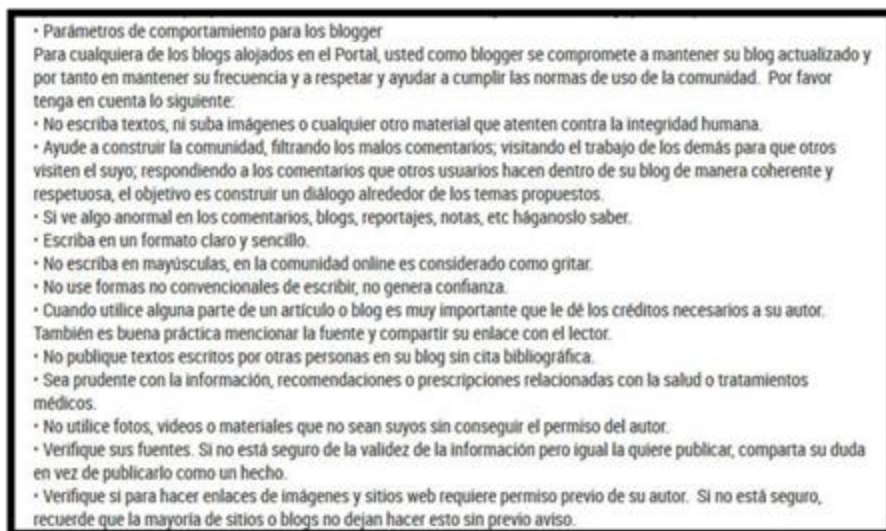 • Parámetros de comportamiento para los blogger
Para cualquiera de los blogs alojados en el Portal, usted como blogger se compromete a mantener su blog actualizado y
por tanto en mantener su frecuencia y a respetar y ayudar a cumplir las normas de uso de la comunidad. Por favor
tenga en cuenta lo siguiente:
• No escriba textos, ni suba imágenes o cualquier otro material que atenten contra la integridad humana.
• Ayude a construir la comunidad, filtrando los malos comentarios; visitando el trabajo de los demás para que otros
visiten el suyo; respondiendo a los comentarios que otros usuarios hacen dentro de su blog de manera coherente y
respetuosa, el objetivo es construir un diálogo alrededor de los temas propuestos.
• Si ve algo anormal en los comentarios, blogs, reportajes, notas, etc háganoslo saber.
• Escriba en un formato claro y sencillo.
• No escriba en mayúsculas, en la comunidad online es considerado como gritar.
• No use formas no convencionales de escribir, no genera confianza.
• Cuando utilice alguna parte de un artículo o blog es muy importante que le dé los créditos necesarios a su autor.
También es buena práctica mencionar la fuente y compartir su enlace con el lector.
• No publique textos escritos por otras personas en su blog sin cita bibliográfica.
• Sea prudente con la información, recomendaciones o prescripciones relacionadas con la salud o tratamientos
médicos.
• No utilice fotos, videos o materiales que no sean suyos sin conseguir el permiso del autor.
• Verifique sus fuentes. Si no está seguro de la validez de la información pero igual la quiere publicar, comparta su duda
en vez de publicarlo como un hecho.
• Verifique si para hacer enlaces de imágenes y sitios web requiere permiso previo de su autor. Si no está seguro,
recuerde que la mayoría de sitios o blogs no dejan hacer esto sin previo aviso.